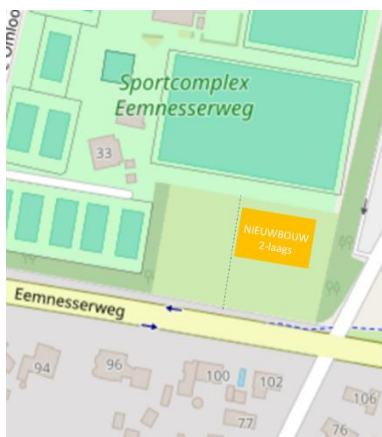 Sportcomplex
Eemnesserweg
33
NIEUWBOUW
2-laags
Eemnesserweg
94
96
100
102
106
77
76